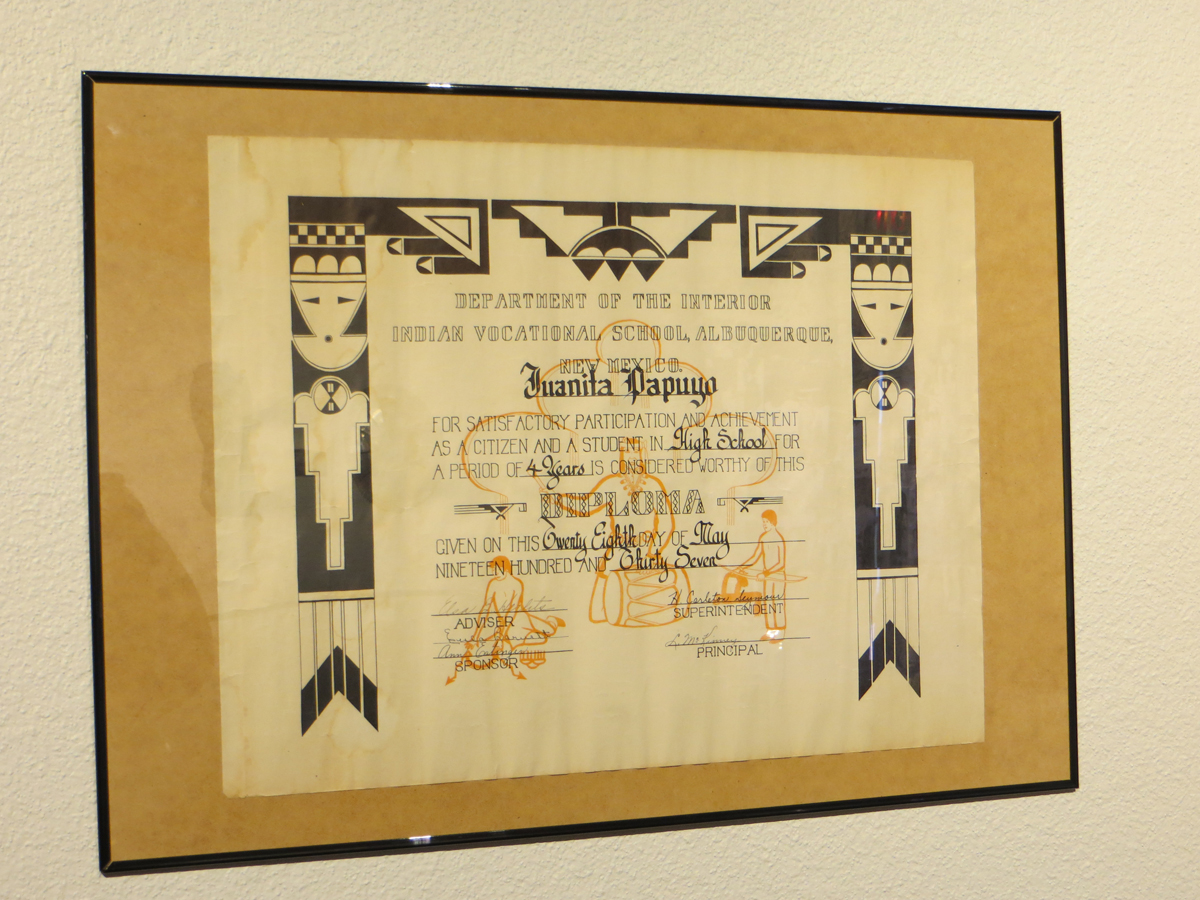 DEPARTMENT OF THE INTERIOR
INDIAN VOCATIONAL SCHOOL, ALBUQUERQUE,
NEW MEXICO.
Juanita Papuyo
FOR SATISFACTORY PARTICIPATION AND ACHIEVEMENT
AS A CITIZEN AND A STUDENT IN High School FOR
A PERIOD OF 4 Years IS CONSIDERED WORTHY OF THIS
DIPLOMA
GIVEN ON THIS Twenty Eighth DAY OF May
NINETEEN HUNDRED AND Thirty Seven
H Carleton Seymour
ADVISER
SUPERINTENDENT
SPONSOR
PRINCIPAL